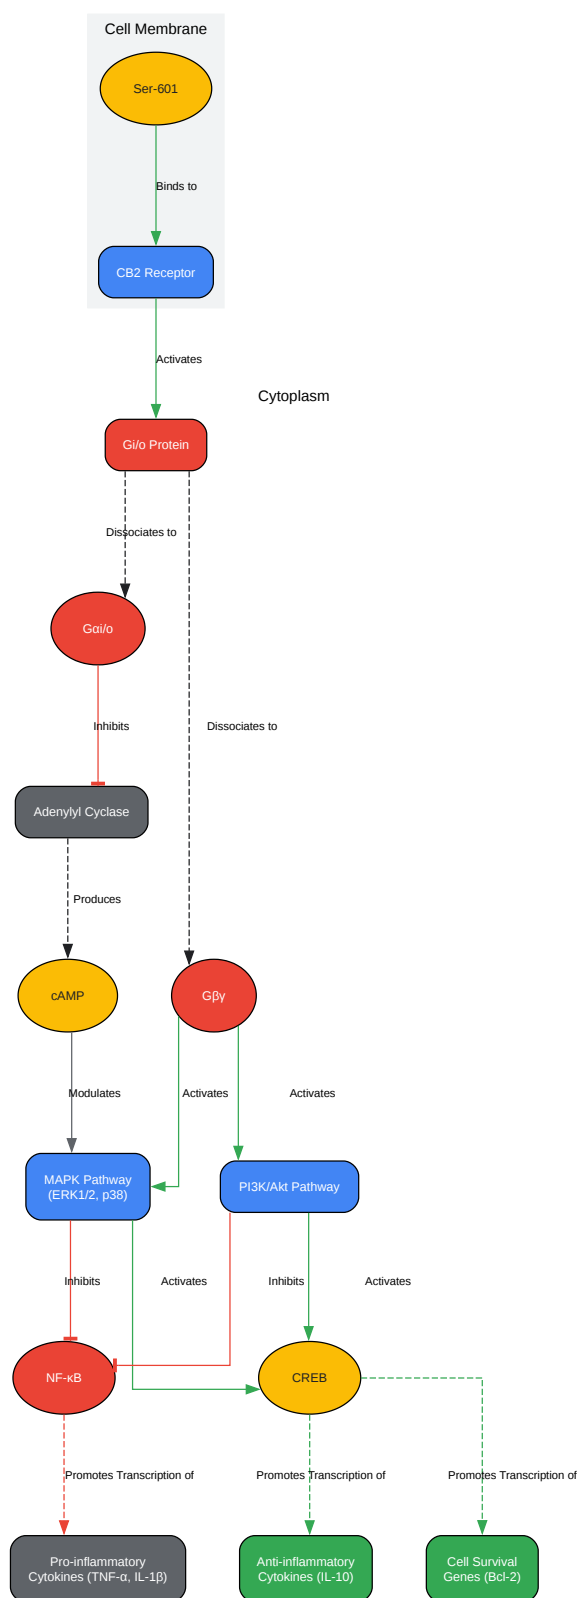 Cell Membrane
Ser-601
Binds to
CB2 Receptor
Activates
Cytoplasm
Gi/o Protein
Dissociates to
Gαi/o
Inhibits
Dissociates to
Adenylyl Cyclase
Produces
cAMP
Gβγ
Modulates
Activates
Activates
MAPK Pathway
(ERK1/2, p38)
PI3K/Akt Pathway
Inhibits
Activates
Inhibits
Activates
NF-κB
CREB
Promotes Transcription of
Promotes Transcription of
Promotes Transcription of
Pro-inflammatory
Cytokines (TNF-α, IL-1β)
Anti-inflammatory
Cytokines (IL-10)
Cell Survival
Genes (Bcl-2)